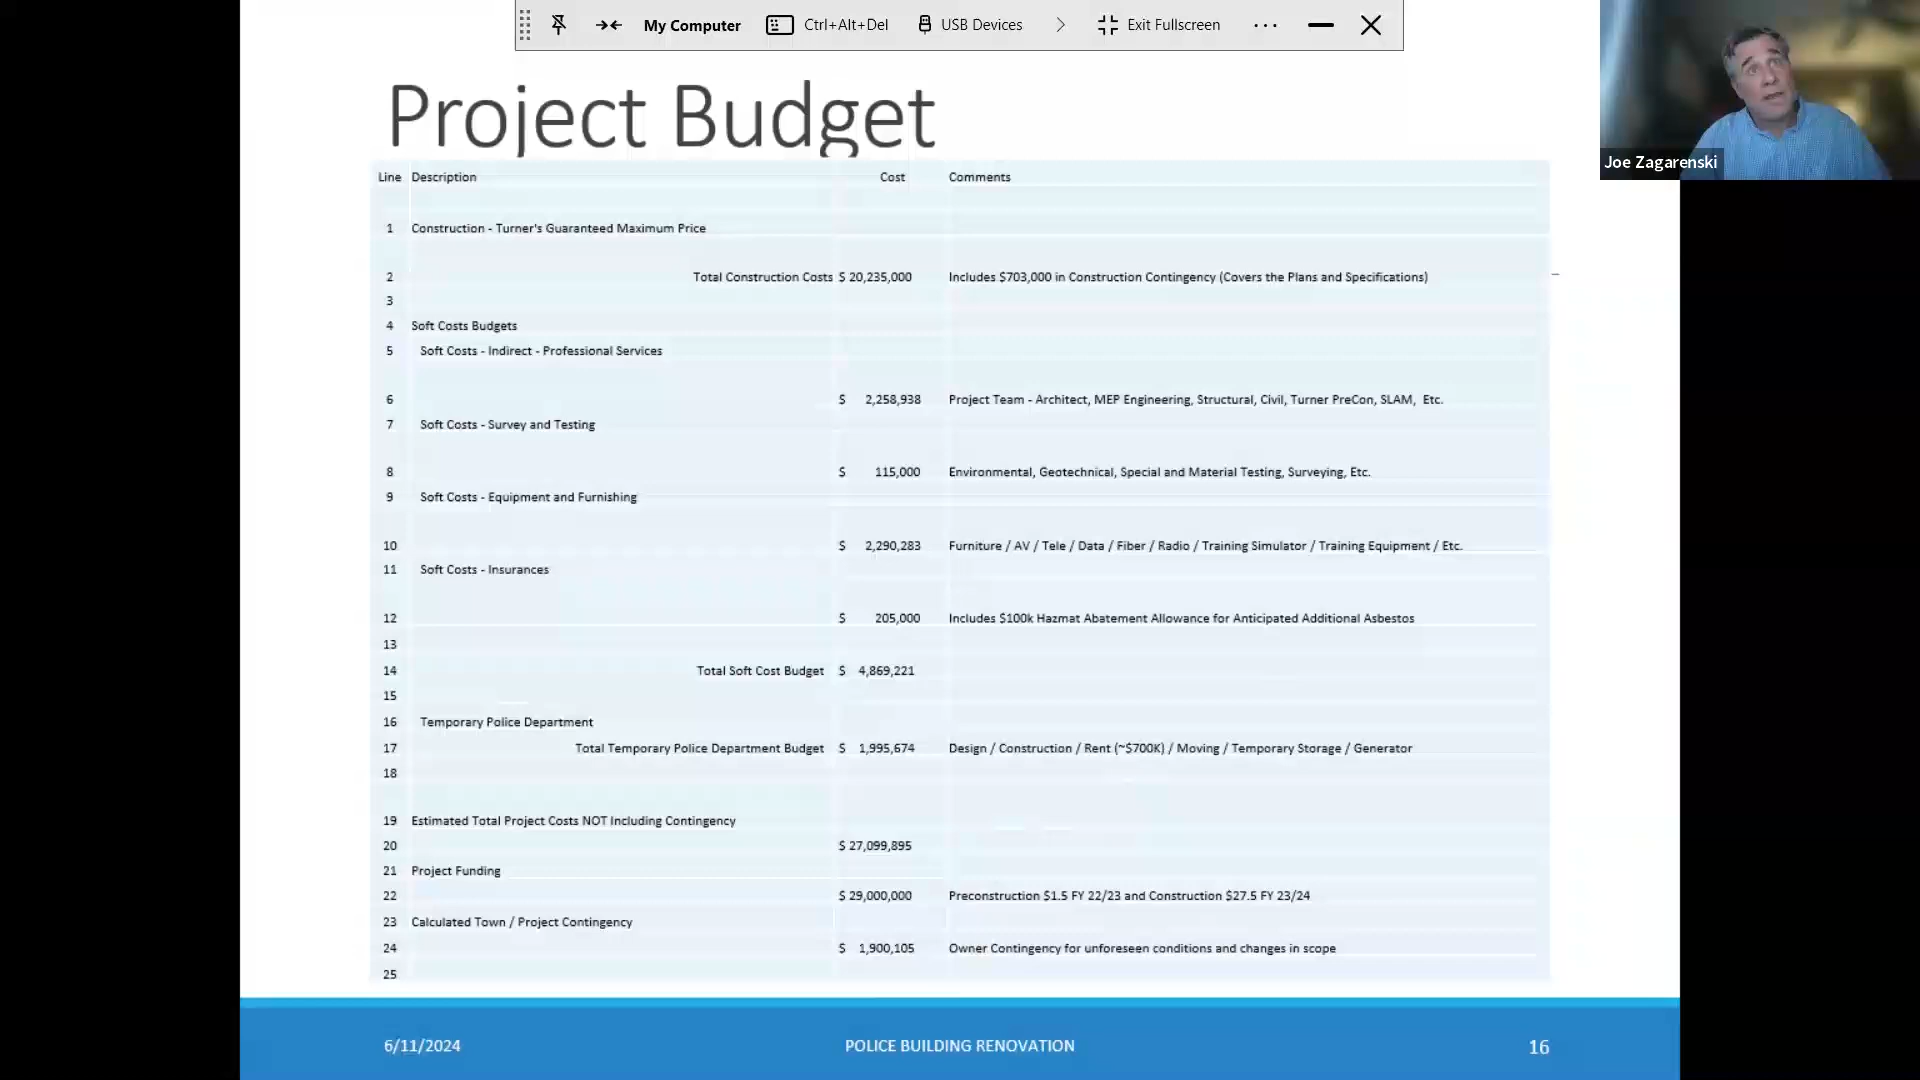 My Computer Ctrl+Alt+Del USB Devices Exit Fullscreen
Joe Zagarenski
Project Budget
Line Description Cost Comments
1 Construction - Turner's Guaranteed Maximum Price
2 Total Construction Costs $ 20,235,000 Includes $703,000 in Construction Contingency (Covers the Plans and Specifications)
3
4 Soft Costs Budgets
5 Soft Costs - Indirect - Professional Services
6 $ 2,258,938 Project Team - Architect, MEP Engineering, Structural, Civil, Turner PreCon, SLAM, Etc.
7 Soft Costs - Survey and Testing
8 $ 115,000 Environmental, Geotechnical, Special and Material Testing, Surveying, Etc.
9 Soft Costs - Equipment and Furnishing
10 $ 2,290,283 Furniture / AV / Tele / Data / Fiber / Radio / Training Simulator / Training Equipment / Etc.
11 Soft Costs - Insurances
12 $ 205,000 Includes $100k Hazmat Abatement Allowance for Anticipated Additional Asbestos
13
14 Total Soft Cost Budget $ 4,869,221
15
16 Temporary Police Department
17 Total Temporary Police Department Budget $ 1,995,674 Design / Construction / Rent (~$700K) / Moving / Temporary Storage / Generator
18
19 Estimated Total Project Costs NOT Including Contingency
20 $ 27,099,895
21 Project Funding
22 $ 29,000,000 Preconstruction $1.5 FY 22/23 and Construction $27.5 FY 23/24
23 Calculated Town / Project Contingency
24 $ 1,900,105 Owner Contingency for unforeseen conditions and changes in scope
25
6/11/2024 POLICE BUILDING RENOVATION 16